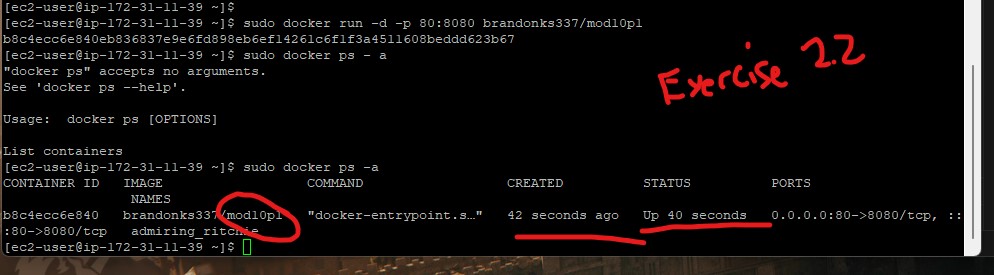 [ec2-user@ip-172-31-11-39 ~]$
[ec2-user@ip-172-31-11-39 ~]$ sudo docker run -d -p 80:8080 brandonks337/mod10p1
b8c4ecc6e840eb836837e9e6fd898eb6ef14261c6f1f3a4511608beddd623b67
[ec2-user@ip-172-31-11-39 ~]$ sudo docker ps - a
"docker ps" accepts no arguments.
See 'docker ps --help'.
Usage:  docker ps [OPTIONS]
List containers
[ec2-user@ip-172-31-11-39 ~]$ sudo docker ps -a
CONTAINER ID   IMAGE                  COMMAND                  CREATED          STATUS          PORTS
NAMES
b8c4ecc6e840   brandonks337/mod10p1   "docker-entrypoint.s…"   42 seconds ago   Up 40 seconds   0.0.0.0:80->8080/tcp, ::
:80->8080/tcp   admiring_ritchie
[ec2-user@ip-172-31-11-39 ~]$
Exercise 2.2